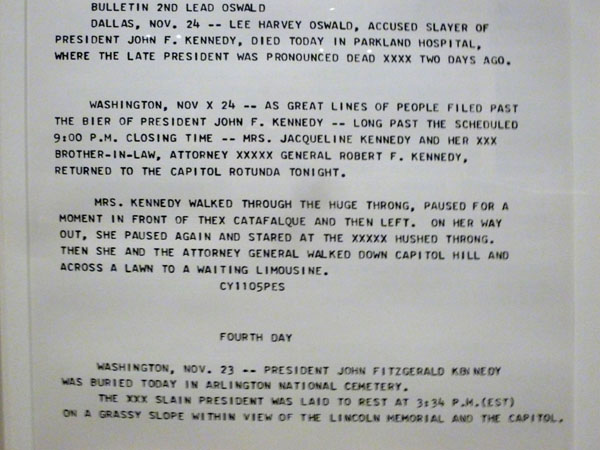 BULLETIN 2ND LEAD OSWALD
DALLAS, NOV. 24 -- LEE HARVEY OSWALD, ACCUSED SLAYER OF
PRESIDENT JOHN F. KENNEDY, DIED TODAY IN PARKLAND HOSPITAL,
WHERE THE LATE PRESIDENT WAS PRONOUNCED DEAD XXXX TWO DAYS AGO.
WASHINGTON, NOV X 24 -- AS GREAT LINES OF PEOPLE FILED PAST
THE BIER OF PRESIDENT JOHN F. KENNEDY -- LONG PAST THE SCHEDULED
9:00 P.M. CLOSING TIME -- MRS. JACQUELINE KENNEDY AND HER XXX
BROTHER-IN-LAW, ATTORNEY XXXXX GENERAL ROBERT F. KENNEDY,
RETURNED TO THE CAPITOL ROTUNDA TONIGHT.
MRS. KENNEDY WALKED THROUGH THE HUGE THRONG, PAUSED FOR A
MOMENT IN FRONT OF THEX CATAFALQUE AND THEN LEFT. ON HER WAY
OUT, SHE PAUSED AGAIN AND STARED AT THE XXXXX HUSHED THRONG.
THEN SHE AND THE ATTORNEY GENERAL WALKED DOWN CAPITOL HILL AND
ACROSS A LAWN TO A WAITING LIMOUSINE.
CY1105PES
FOURTH DAY
WASHINGTON, NOV. 23 -- PRESIDENT JOHN FITZGERALD KENNEDY
WAS BURIED TODAY IN ARLINGTON NATIONAL CEMETERY.
THE XXX SLAIN PRESIDENT WAS LAID TO REST AT 3:34 P.M.(EST)
ON A GRASSY SLOPE WITHIN VIEW OF THE LINCOLN MEMORIAL AND THE CAPITOL.